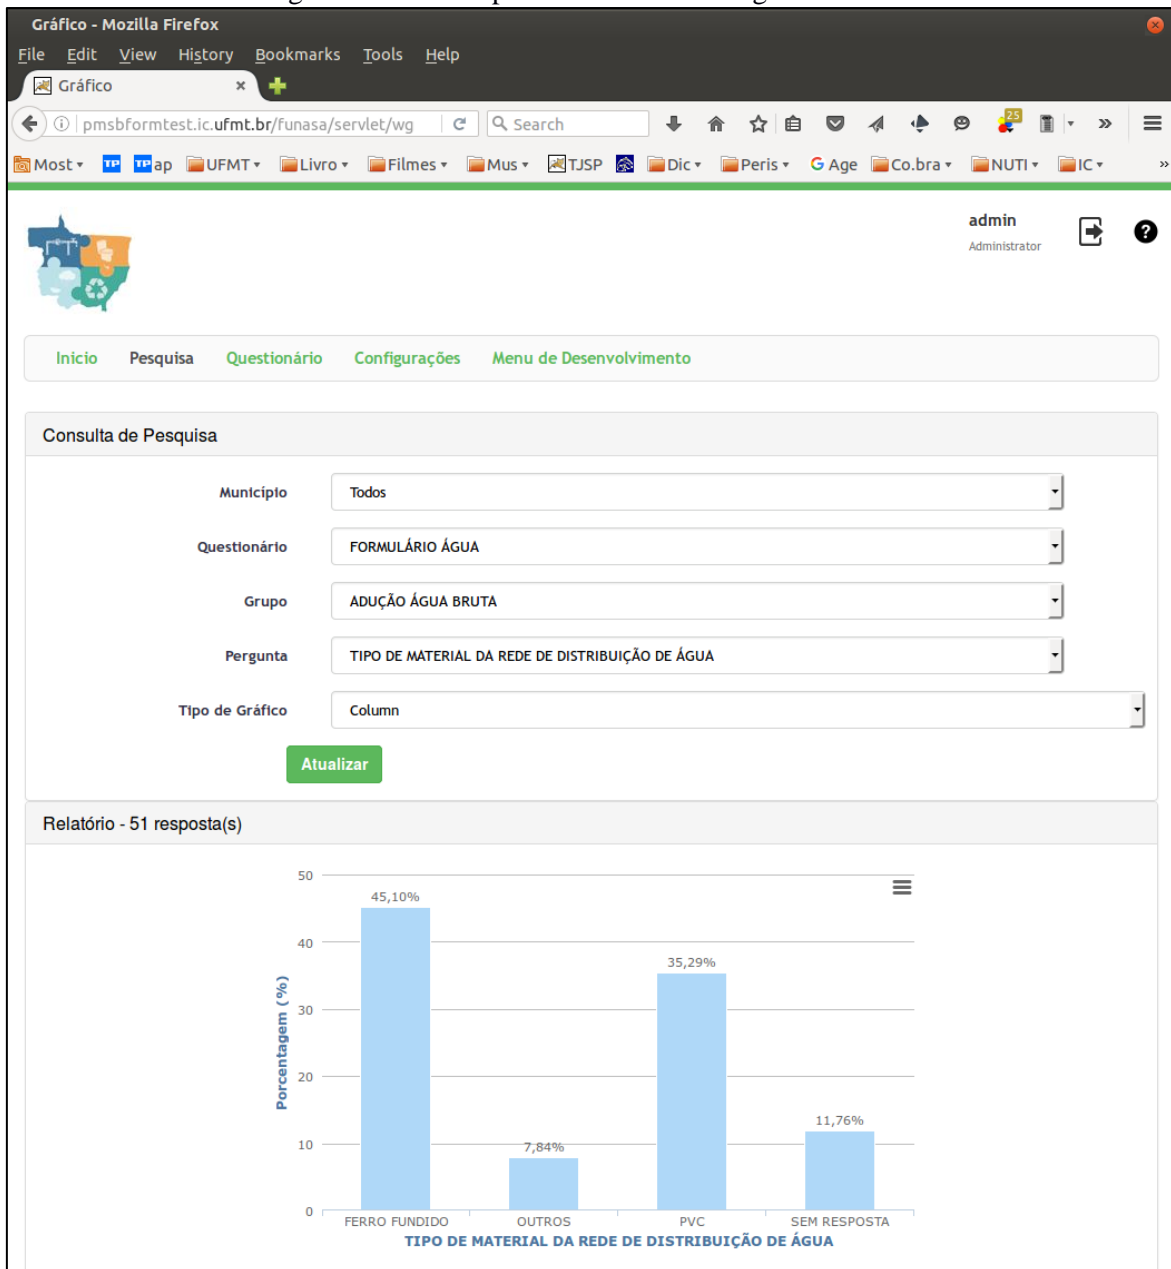 Gráfico - Mozilla Firefox
File Edit View History Bookmarks Tools Help
Gráfico
pmsbformtest.ic.ufmt.br/funasa/servlet/wg Search 25
Most TP TP ap UFMT Livro Filmes Mus TJSP Dic Peris G Age Co.bra NUTI IC »
admin
Administrator
Inicio Pesquisa Questionário Configurações Menu de Desenvolvimento
Consulta de Pesquisa
Município Todos
Questionário FORMULÁRIO ÁGUA
Grupo ADUÇÃO ÁGUA BRUTA
Pergunta TIPO DE MATERIAL DA REDE DE DISTRIBUIÇÃO DE ÁGUA
Tipo de Gráfico Column
Atualizar
Relatório - 51 resposta(s)
50
45,10%
40
35,29%
30
Porcentagem (%)
20
11,76%
10
7,84%
0
FERRO FUNDIDO OUTROS PVC SEM RESPOSTA
TIPO DE MATERIAL DA REDE DE DISTRIBUIÇÃO DE ÁGUA